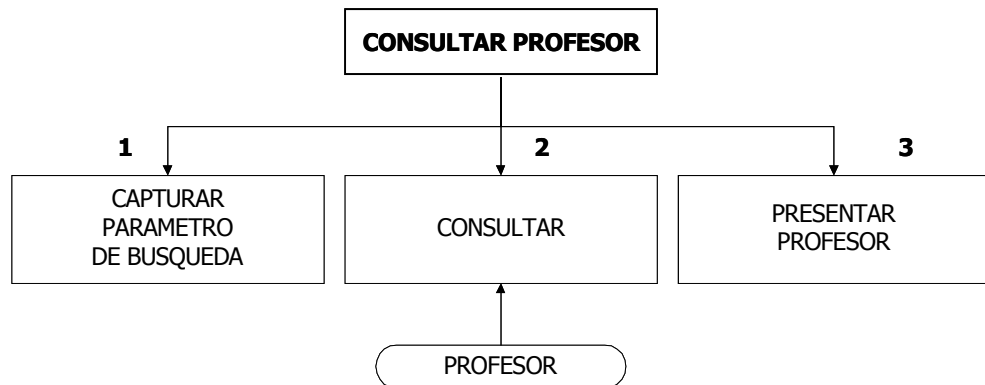 CONSULTAR PROFESOR
1
2
3
CAPTURAR
PARAMETRO
DE BUSQUEDA
CONSULTAR
PRESENTAR
PROFESOR
PROFESOR